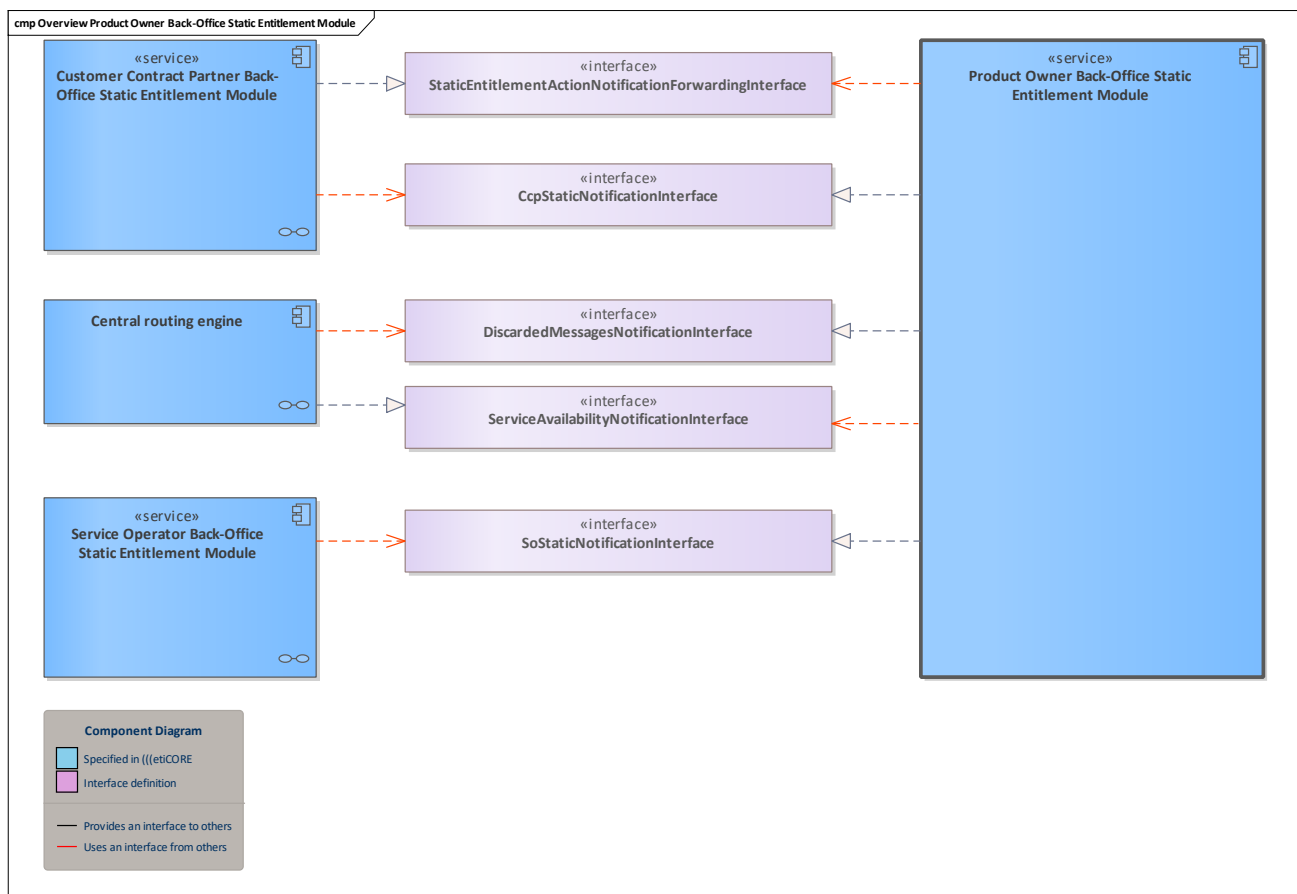 cmp Overview Product Owner Back-Office Static Entitlement Module
«service»
Customer Contract Partner Back-
Office Static Entitlement Module
«interface»
StaticEntitlementActionNotificationForwardingInterface
«service»
Product Owner Back-Office Static
Entitlement Module
«interface»
CcpStaticNotificationInterface
Central routing engine
«interface»
DiscardedMessagesNotificationInterface
«interface»
ServiceAvailabilityNotificationInterface
«service»
Service Operator Back-Office
Static Entitlement Module
«interface»
SoStaticNotificationInterface
Component Diagram
Specified in (((etiCORE
Interface definition
Provides an interface to others
Uses an interface from others